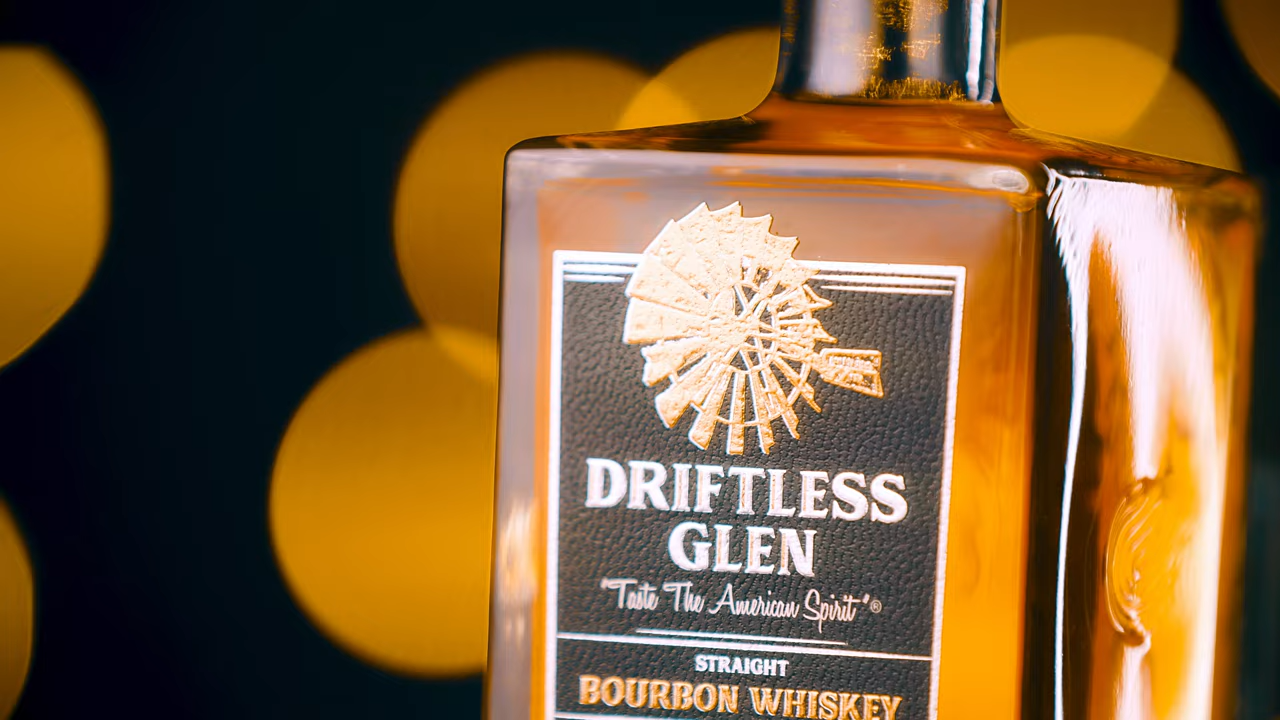 DRIFTLESS
GLEN
"Taste The American Spirit"®
STRAIGHT
BOURBON WHISKEY